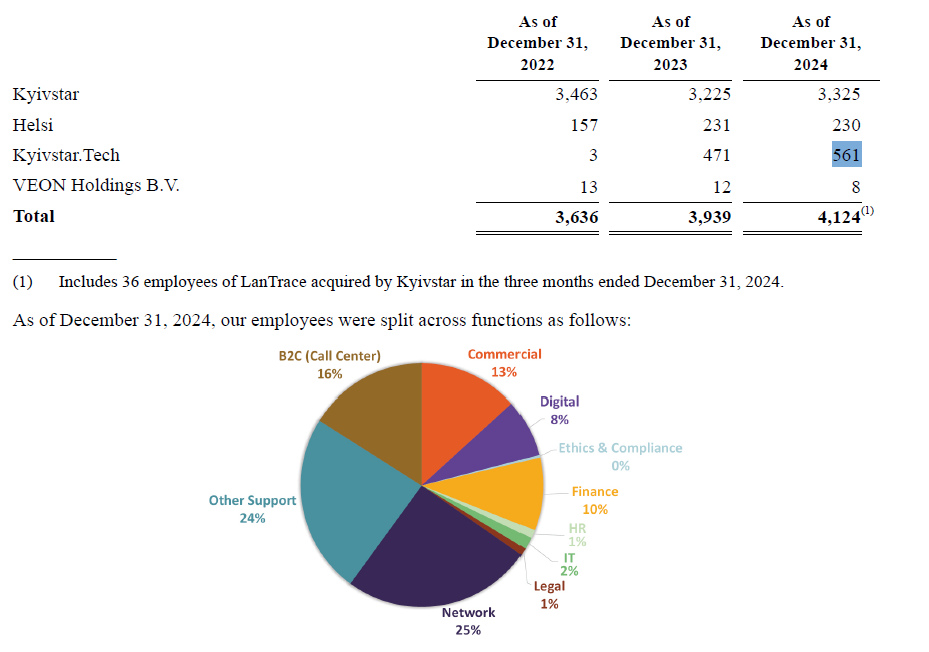 As of As of As of
December 31, December 31, December 31,
2022 2023 2024
Kyivstar 3,463 3,225 3,325
Helsi 157 231 230
Kyivstar.Tech 3 471 561
VEON Holdings B.V. 13 12 8
Total 3,636 3,939 4,124(1)
(1) Includes 36 employees of LanTrace acquired by Kyivstar in the three months ended December 31, 2024.
As of December 31, 2024, our employees were split across functions as follows:
B2C (Call Center)
16%
Commercial
13%
Digital
8%
Ethics & Compliance
0%
Finance
10%
HR
1%
IT
2%
Legal
1%
Network
25%
Other Support
24%